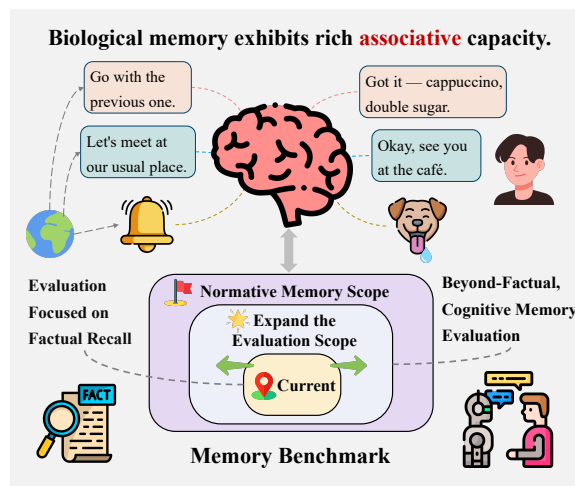 Biological memory exhibits rich associative capacity.
Go with the
previous one.
Got it — cappuccino,
double sugar.
Let's meet at
our usual place.
Okay, see you
at the café.
Evaluation
Focused on
Factual Recall
Normative Memory Scope
Expand the
Evaluation Scope
Current
Beyond-Factual,
Cognitive Memory
Evaluation
FACT
Memory Benchmark